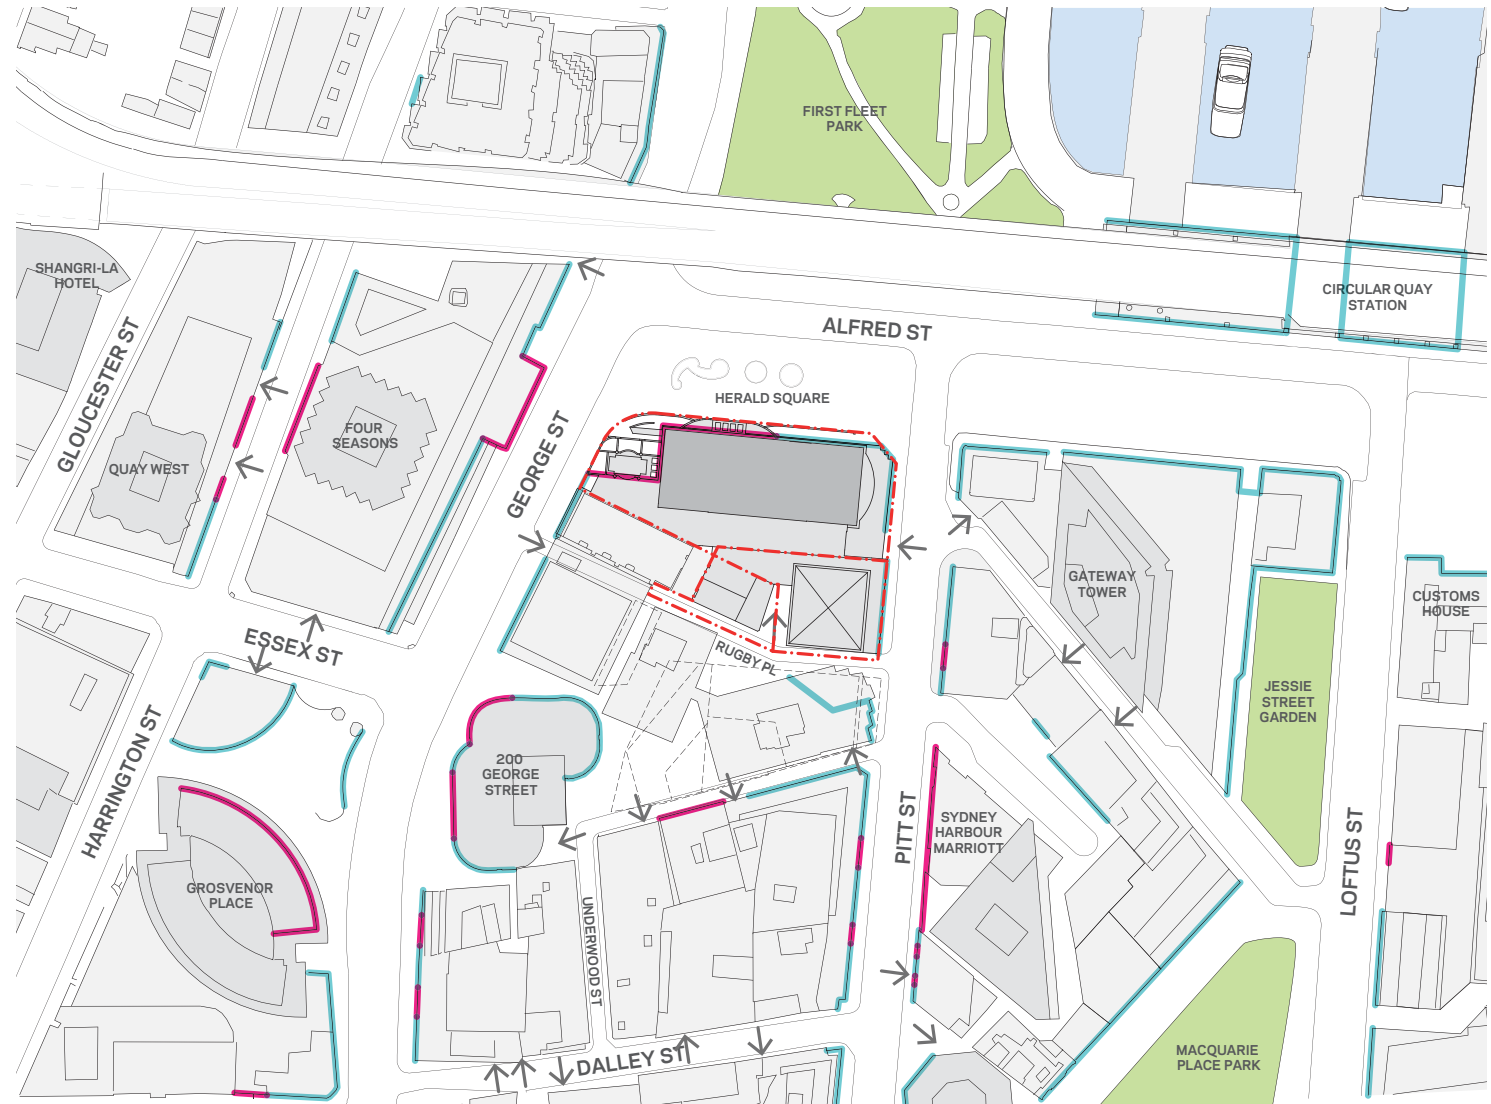 FIRST FLEET
PARK
SHANGRI-LA
HOTEL
CIRCULAR QUAY
STATION
ALFRED ST
GLOUCESTER ST
HERALD SQUARE
FOUR
SEASONS
QUAY WEST
GEORGE ST
GATEWAY
TOWER
CUSTOMS
HOUSE
ESSEX ST
RUGBY PL
JESSIE
STREET
GARDEN
HARRINGTON ST
200
GEORGE
STREET
PITT ST
SYDNEY
HARBOUR
MARRIOTT
LOFTUS ST
GROSVENOR
PLACE
UNDERWOOD ST
DALLEY ST
MACQUARIE
PLACE PARK